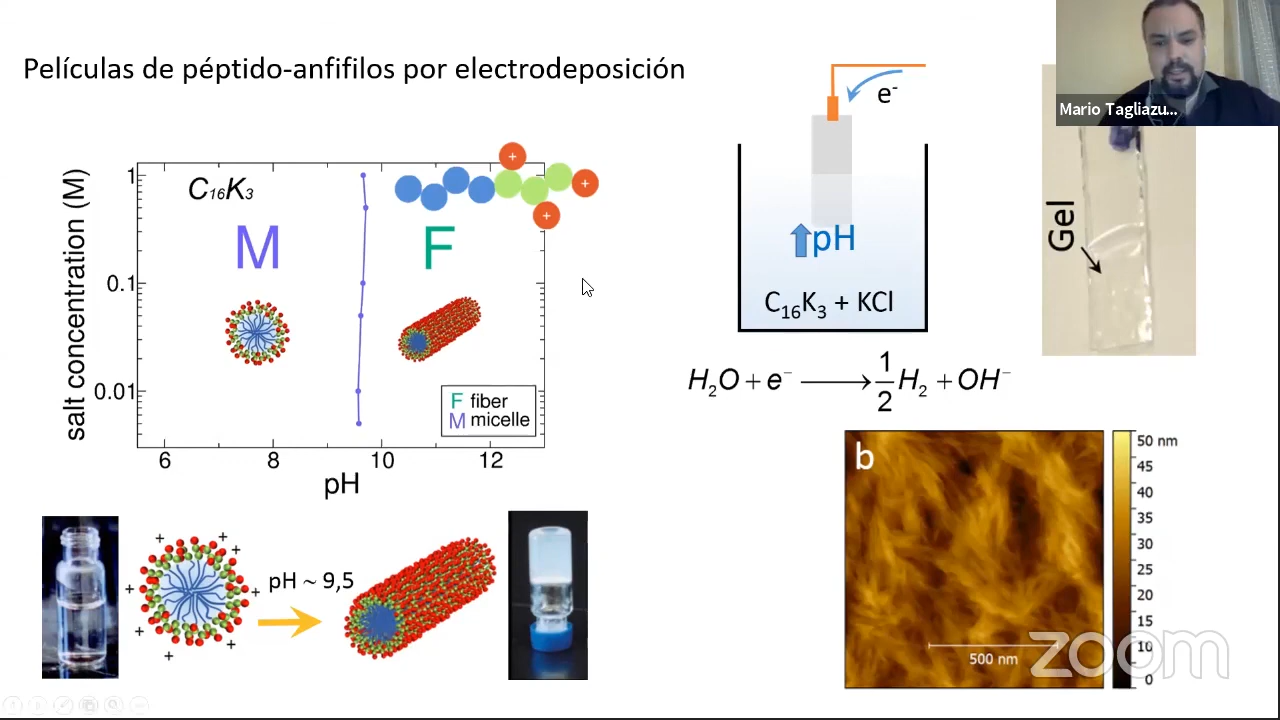 Películas de péptido-anfifilos por electrodeposición
Mario Tagliazu...
salt concentration (M)
1
0.1
0.01
C₁₆K₃
+
+
+
M
F
F fiber
M micelle
6
8
10
12
pH
e⁻
pH
C₁₆K₃ + KCl
Gel
H₂O + e⁻ ⟶ 1/2 H₂ + OH⁻
+
+
+
+
+
+
+
+
pH ~ 9,5
b
500 nm
50 nm
45
40
35
30
25
20
15
10
0
zoom